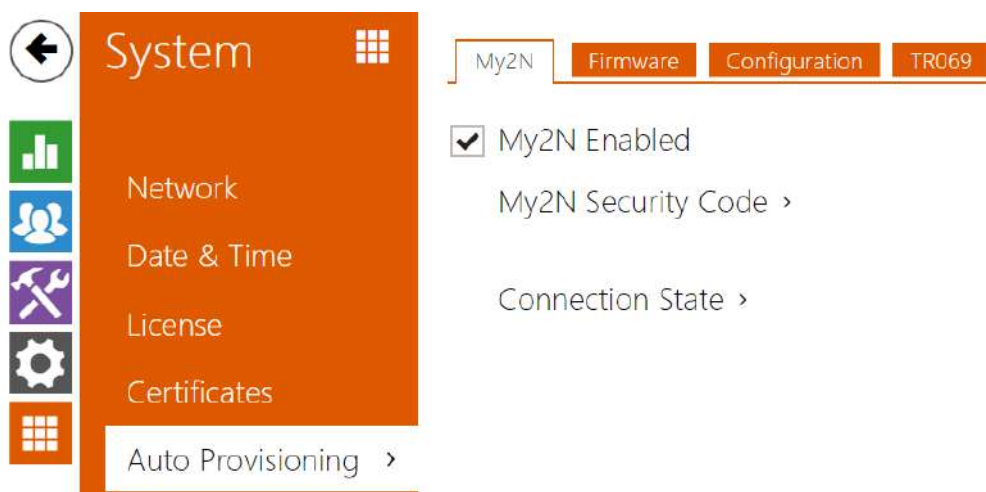 System
Network
Date & Time
License
Certificates
Auto Provisioning ›
My2N Firmware Configuration TR069
My2N Enabled
My2N Security Code ›
Connection State ›